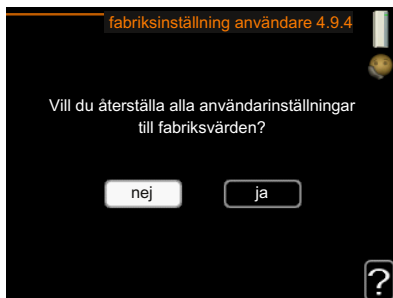 fabriksinställning användare 4.9.4
Vill du återställa alla användarinställningar
till fabriksvärden?
nej
ja
?